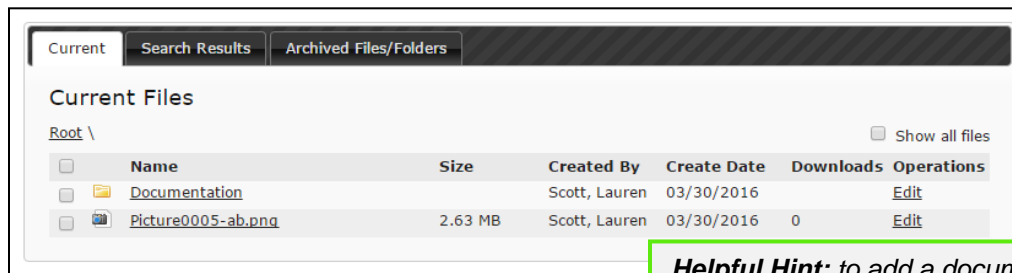 Current Search Results Archived Files/Folders
Current Files
Root \ Show all files
Name Size Created By Create Date Downloads Operations
Documentation Scott, Lauren 03/30/2016 Edit
Picture0005-ab.png 2.63 MB Scott, Lauren 03/30/2016 0 Edit
Helpful Hint: to add a docum